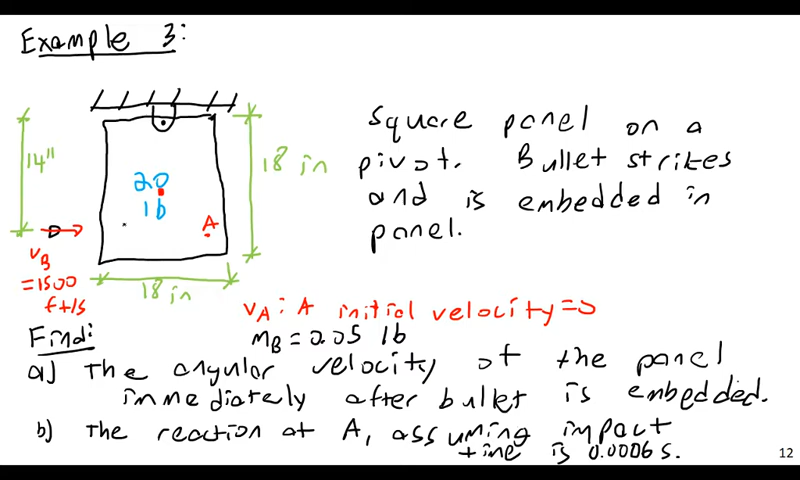 Example 3:
14"
20
lb
18 in
A
vB
=1500
ft/s
18 in
Square panel on a
pivot. Bullet strikes
and is embedded in
panel.
vA: A initial velocity=0
Find:
mB=0.05 lb
a) The angular velocity of the panel
immediately after bullet is embedded.
b) The reaction at A, assuming impact
time is 0.0006 s.
12